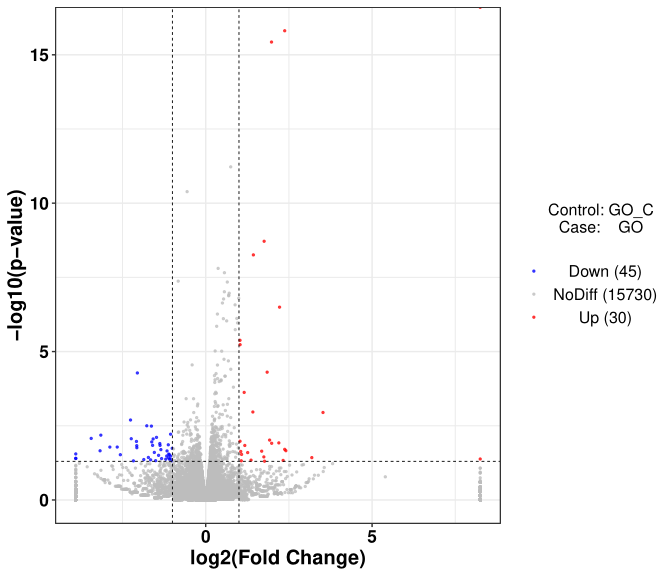 15
10
5
0
−log10(p−value)
0
5
log2(Fold Change)
Control: GO_C
Case: GO
Down (45)
NoDiff (15730)
Up (30)